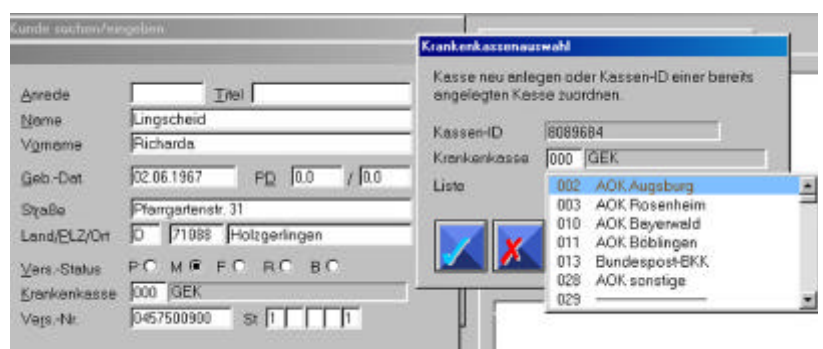 Kunde suchen/eingeben
Anrede Titel
Name Lingscheid
Vorname Richarda
Geb.-Dat. 02.06.1967 PD 0.0 / 0.0
Straße Pfarrgartenstr. 31
Land/PLZ/Ort D 71088 Holzgerlingen
Vers.-Status P M F R B
Krankenkasse 000 GEK
Vers.-Nr. 0457500900 St 1 1
Krankenkassenauswahl
Kasse neu anlegen oder Kassen-ID einer bereits
angelegten Kasse zuordnen.
Kassen-ID 8089684
Krankenkasse 000 GEK
Liste
002 AOK Augsburg
003 AOK Rosenheim
010 AOK Bayerwald
011 AOK Böblingen
013 Bundespost-BKK
028 AOK sonstige
029 ——————